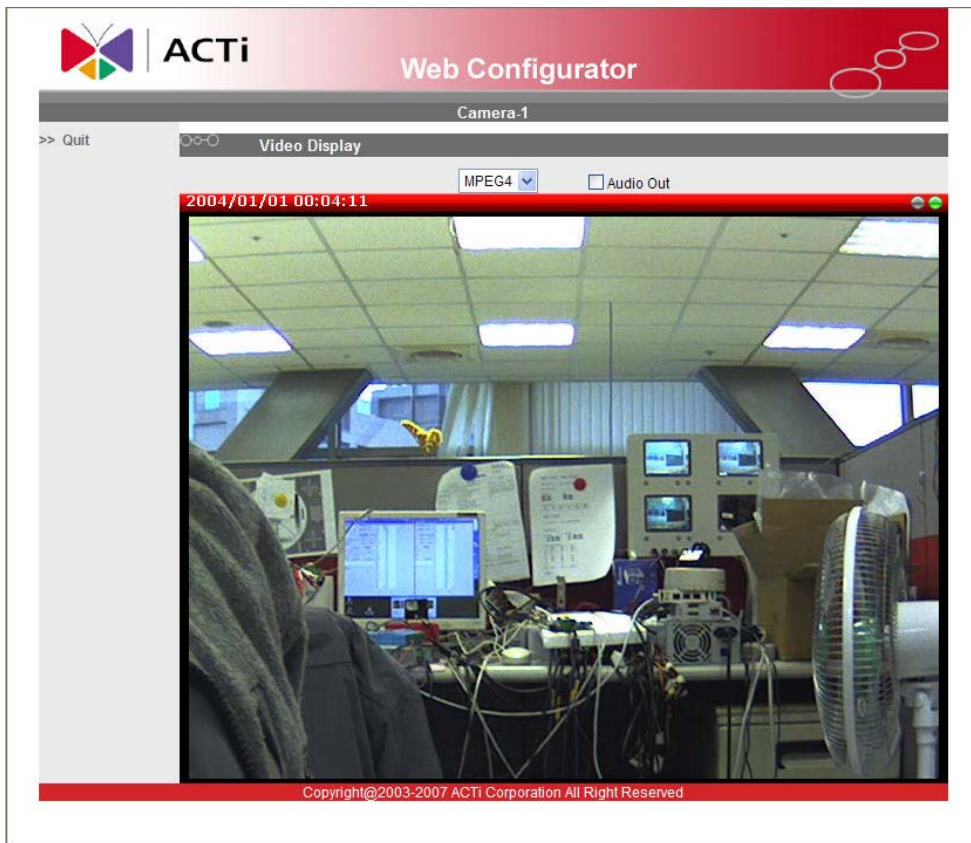 ACTi
Web Configurator
Camera-1
>> Quit
Video Display
MPEG4
Audio Out
2004/01/01 00:04:11
Copyright@2003-2007 ACTi Corporation All Right Reserved